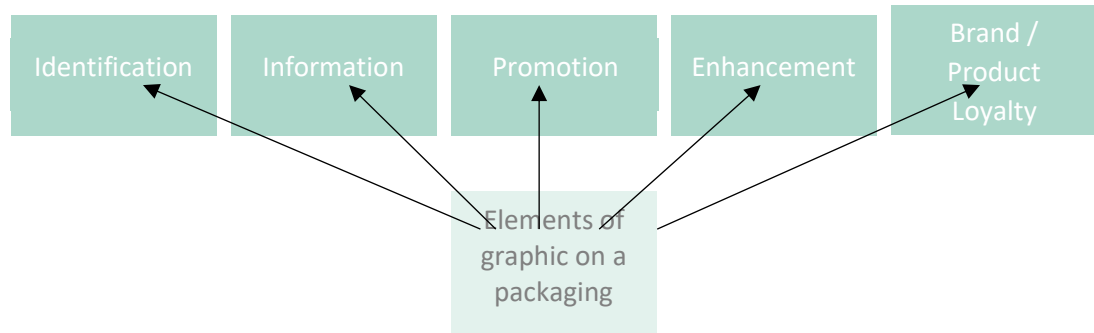 Identification
Information
Promotion
Enhancement
Brand /
Product
Loyalty
Elements of
graphic on a
packaging